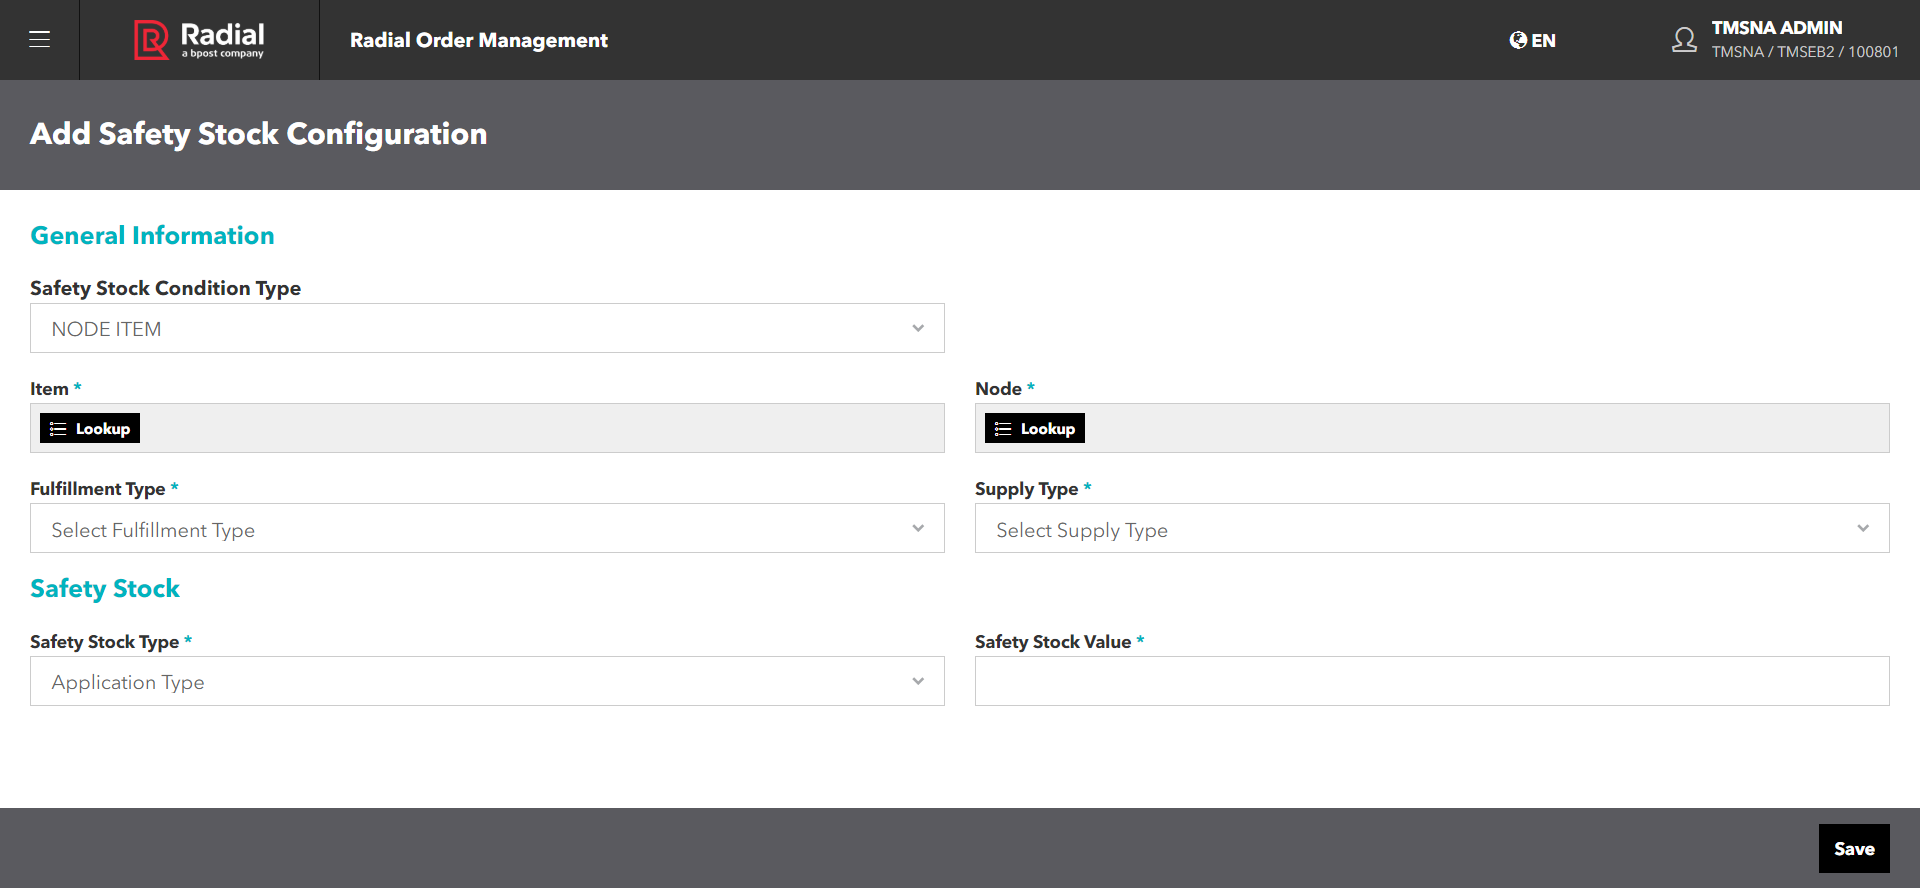 Radial
a bpost company
Radial Order Management
EN
TMSNA ADMIN
TMSNA / TMSEB2 / 100801
Add Safety Stock Configuration
General Information
Safety Stock Condition Type
NODE ITEM
Item *
Node *
Lookup
Lookup
Fulfillment Type *
Supply Type *
Select Fulfillment Type
Select Supply Type
Safety Stock
Safety Stock Type *
Safety Stock Value *
Application Type
Save